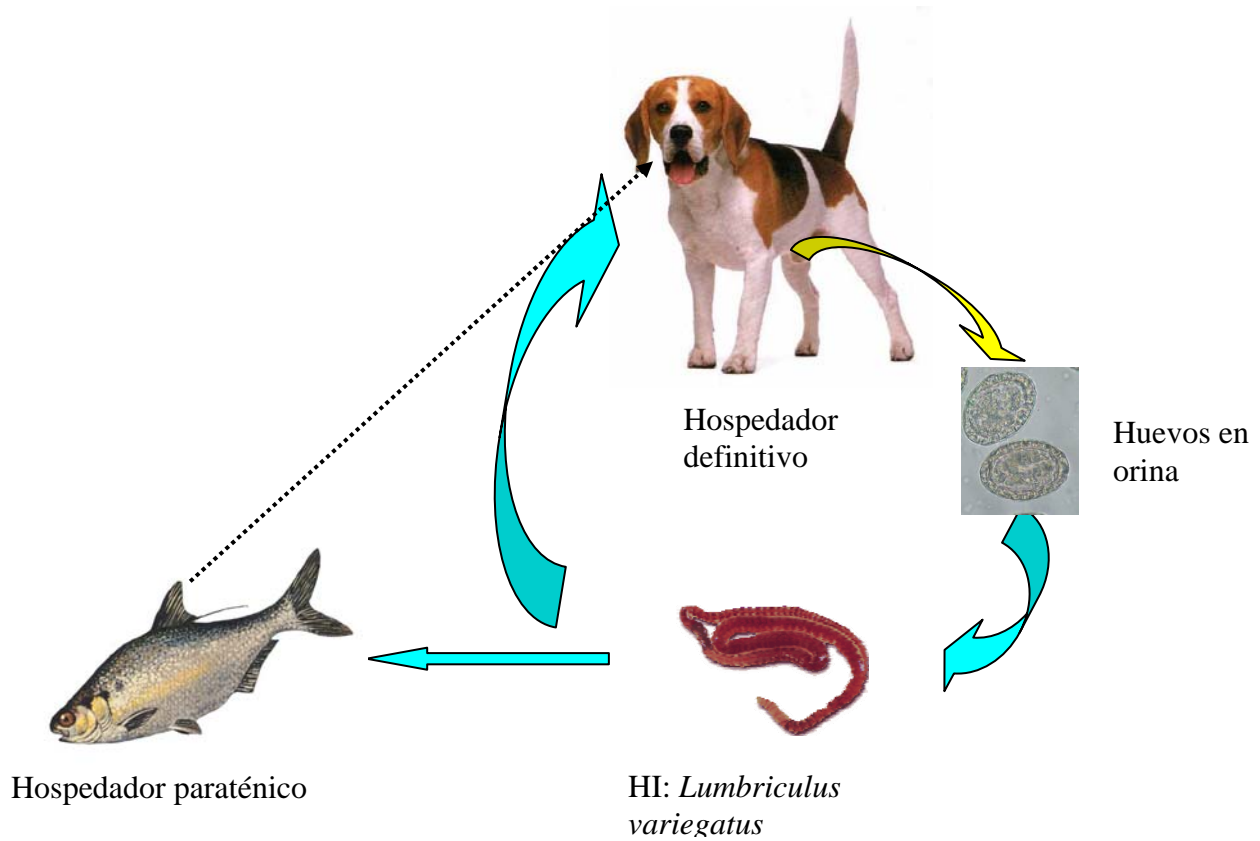 Hospedador
definitivo
Huevos en
orina
Hospedador paraténico
HI: Lumbriculus
variegatus